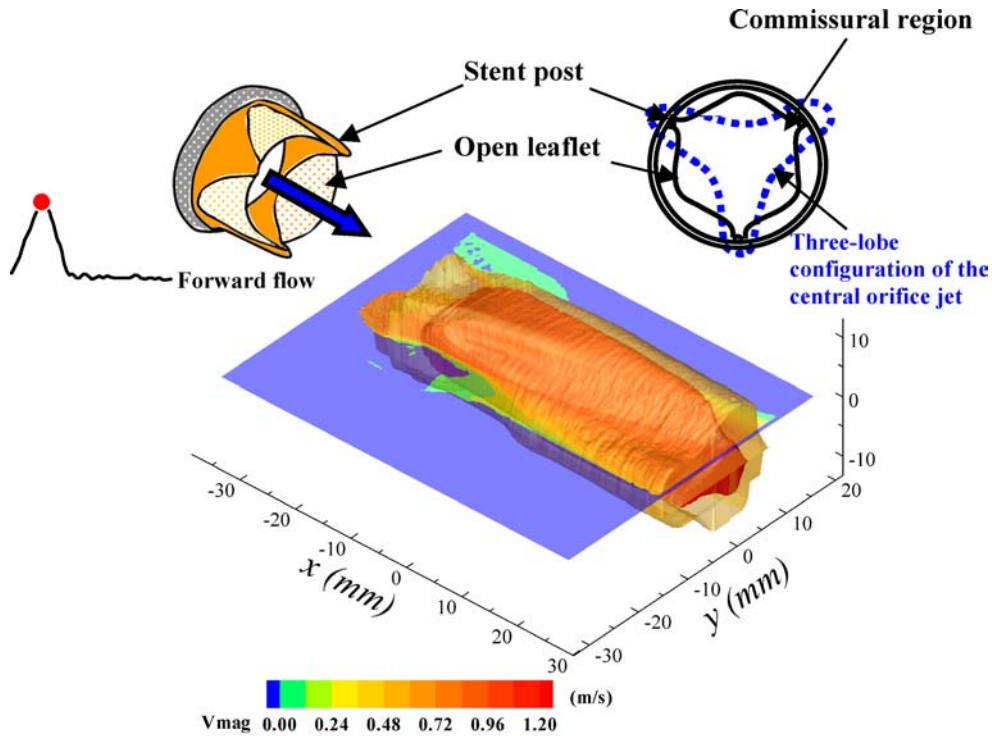 Commissural region
Stent post
Open leaflet
Forward flow
Three-lobe
configuration of the
central orifice jet
10
0
-10
20
10
0
-10
-20
-30
y (mm)
-30
-20
-10
0
10
20
30
x (mm)
(m/s)
Vmag 0.00 0.24 0.48 0.72 0.96 1.20